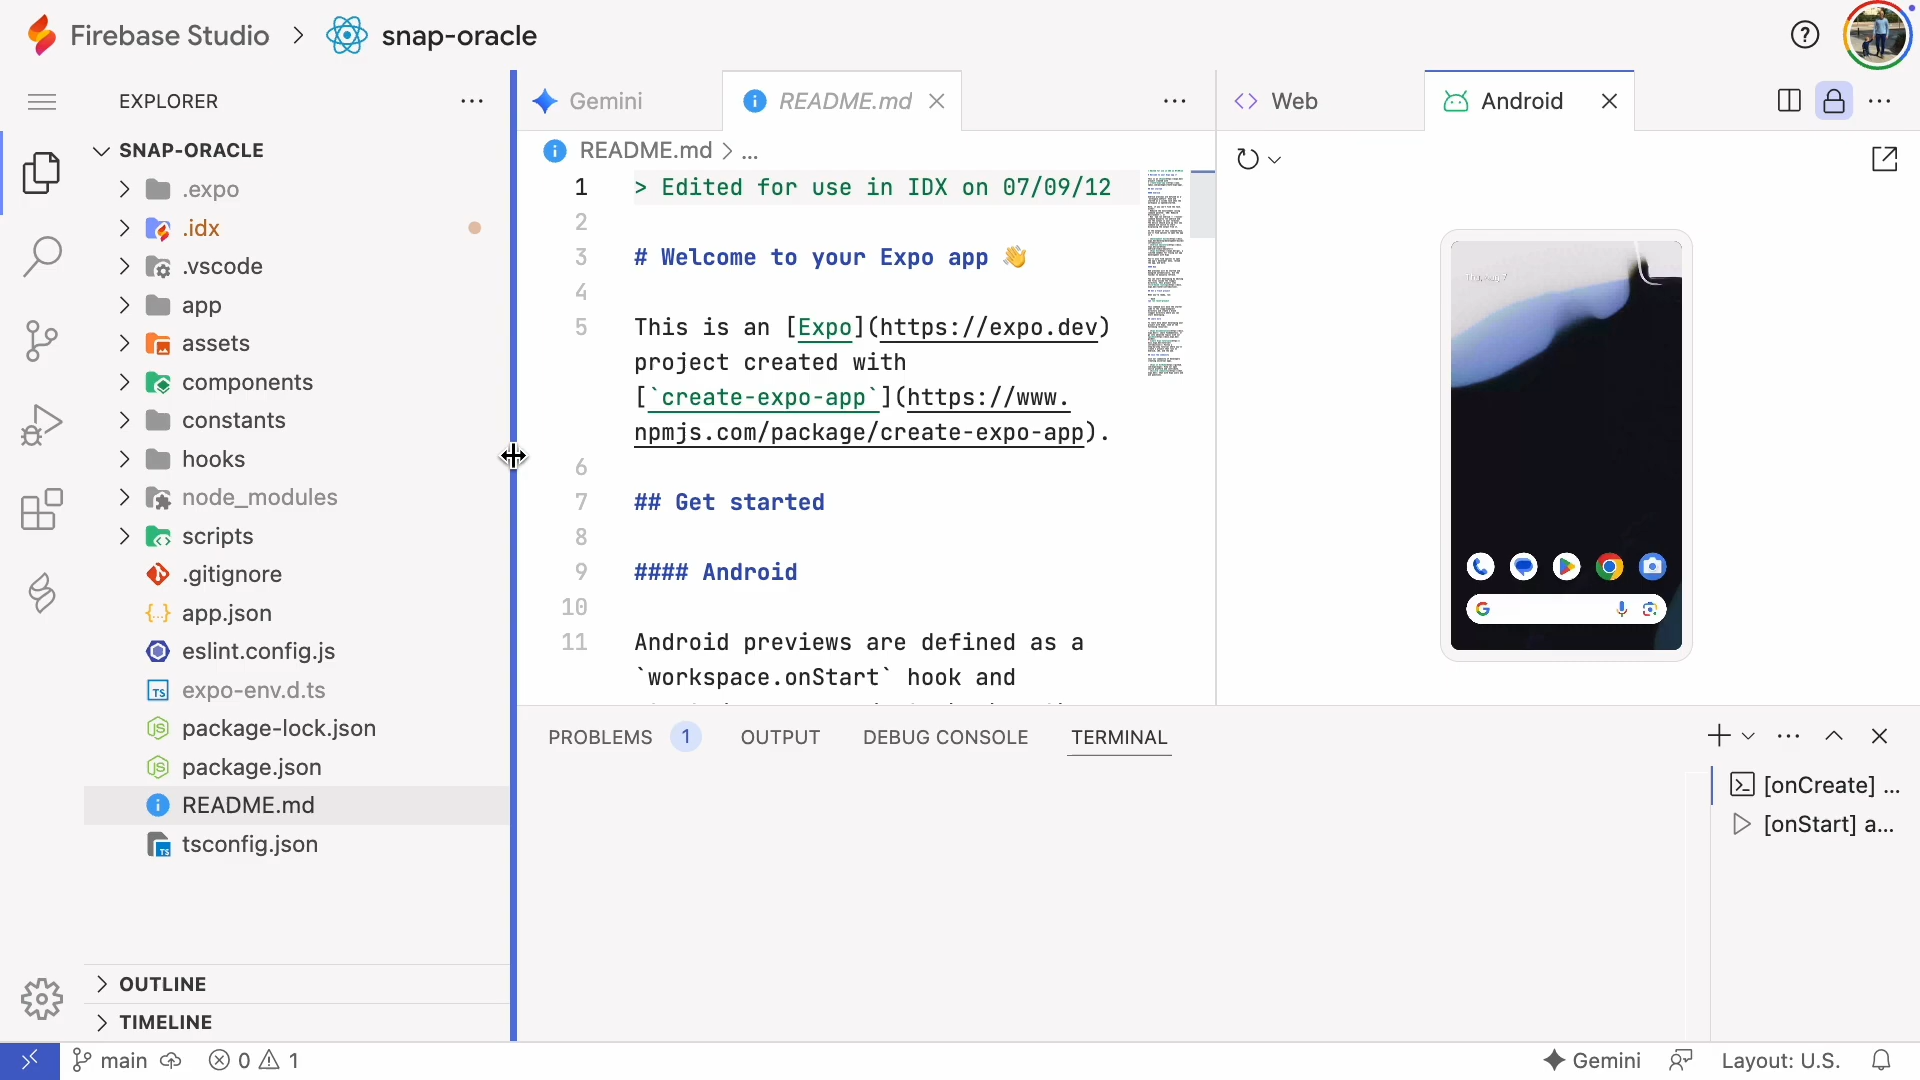 Firebase Studio > snap-oracle
EXPLORER
SNAP-ORACLE
.expo
.idx
.vscode
app
assets
components
constants
hooks
node_modules
scripts
.gitignore
app.json
eslint.config.js
expo-env.d.ts
package-lock.json
package.json
README.md
tsconfig.json
OUTLINE
TIMELINE
Gemini
README.md
README.md > ...
1 > Edited for use in IDX on 07/09/12
2
3 # Welcome to your Expo app 👋
4
5 This is an [Expo](https://expo.dev)
project created with
[`create-expo-app`](https://www.
npmjs.com/package/create-expo-app).
6
7 ## Get started
8
9 #### Android
10
11 Android previews are defined as a
`workspace.onStart` hook and
Web
Android
PROBLEMS 1
OUTPUT
DEBUG CONSOLE
TERMINAL
[onCreate] ...
[onStart] a...
main
0
1
Gemini
Layout: U.S.